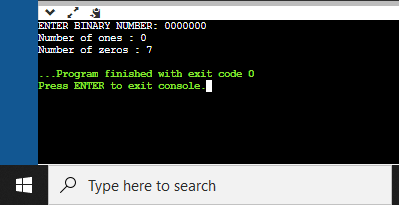 ENTER BINARY NUMBER: 0000000
Number of ones : 0
Number of zeros : 7
...Program finished with exit code 0
Press ENTER to exit console.
Type here to search